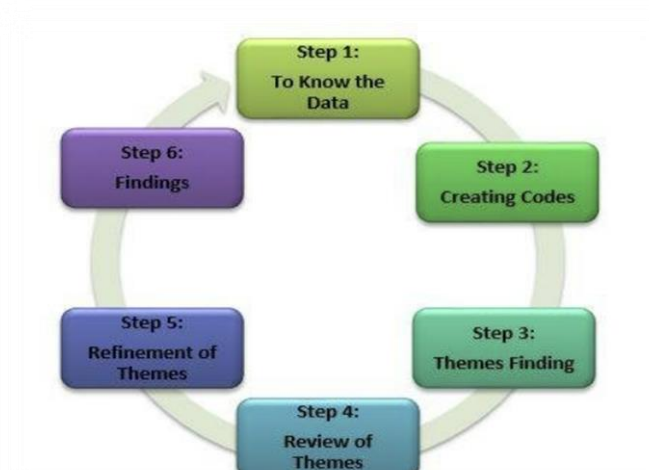 Step 1:
To Know the
Data
Step 2:
Creating Codes
Step 3:
Themes Finding
Step 4:
Review of
Themes
Step 5:
Refinement of
Themes
Step 6:
Findings